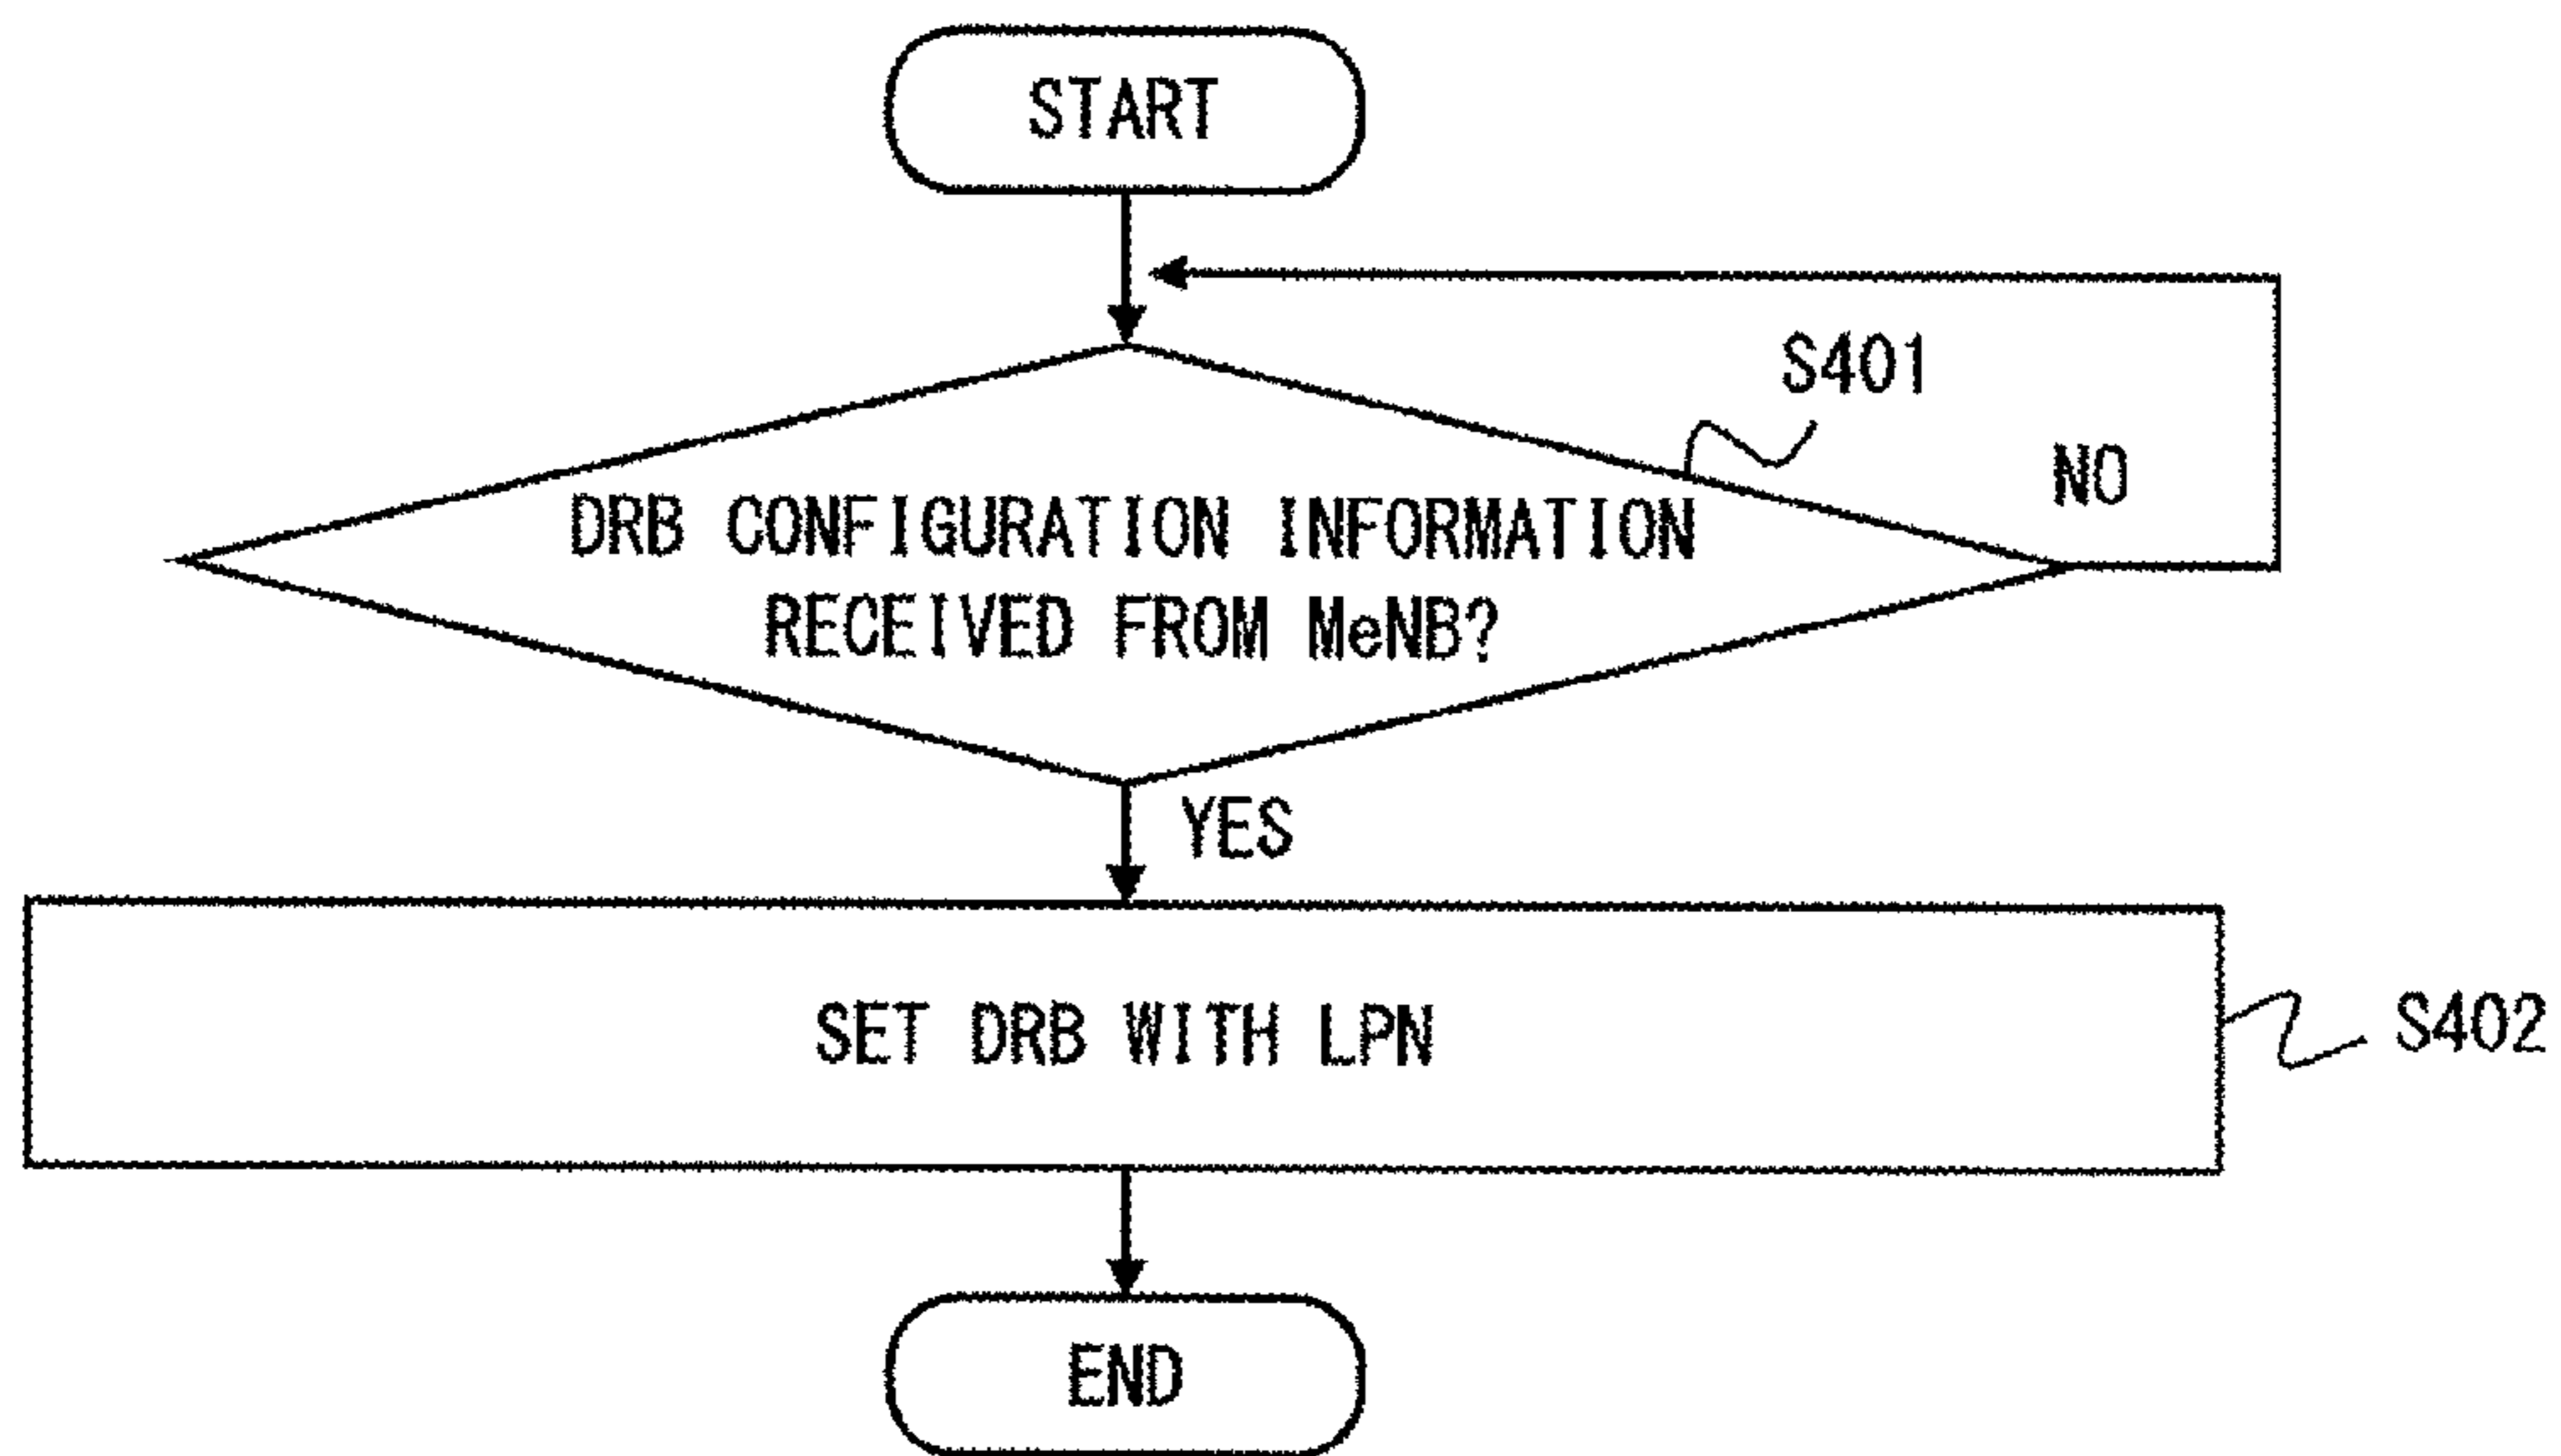 START
S401
NO
DRB CONFIGURATION INFORMATION
RECEIVED FROM MeNB?
YES
SET DRB WITH LPN
S402
END